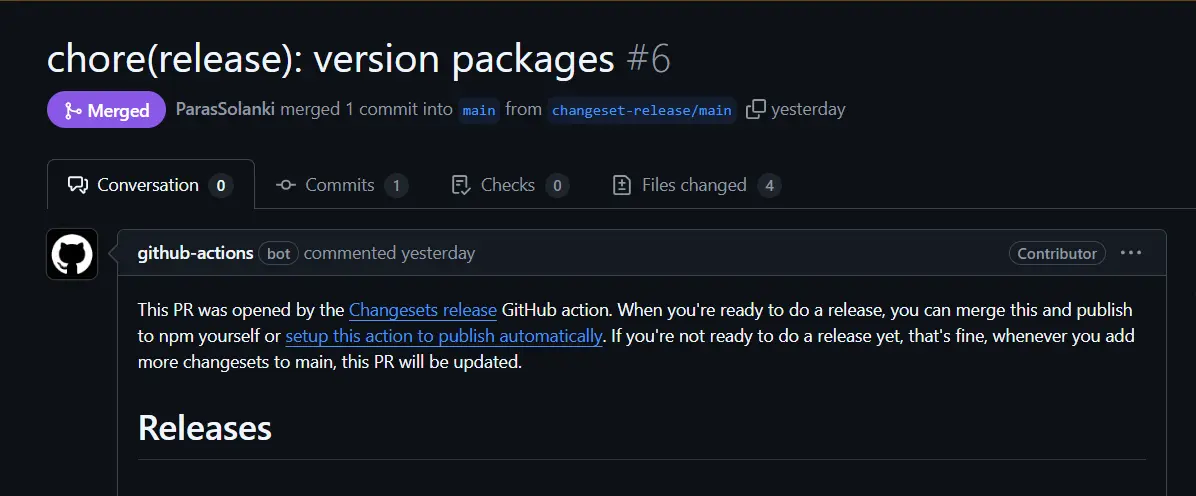 chore(release): version packages #6
Merged ParasSolanki merged 1 commit into main from changeset-release/main yesterday
Conversation 0 Commits 1 Checks 0 Files changed 4
github-actions bot commented yesterday Contributor
This PR was opened by the Changesets release GitHub action. When you're ready to do a release, you can merge this and publish
to npm yourself or setup this action to publish automatically. If you're not ready to do a release yet, that's fine, whenever you add
more changesets to main, this PR will be updated.
Releases